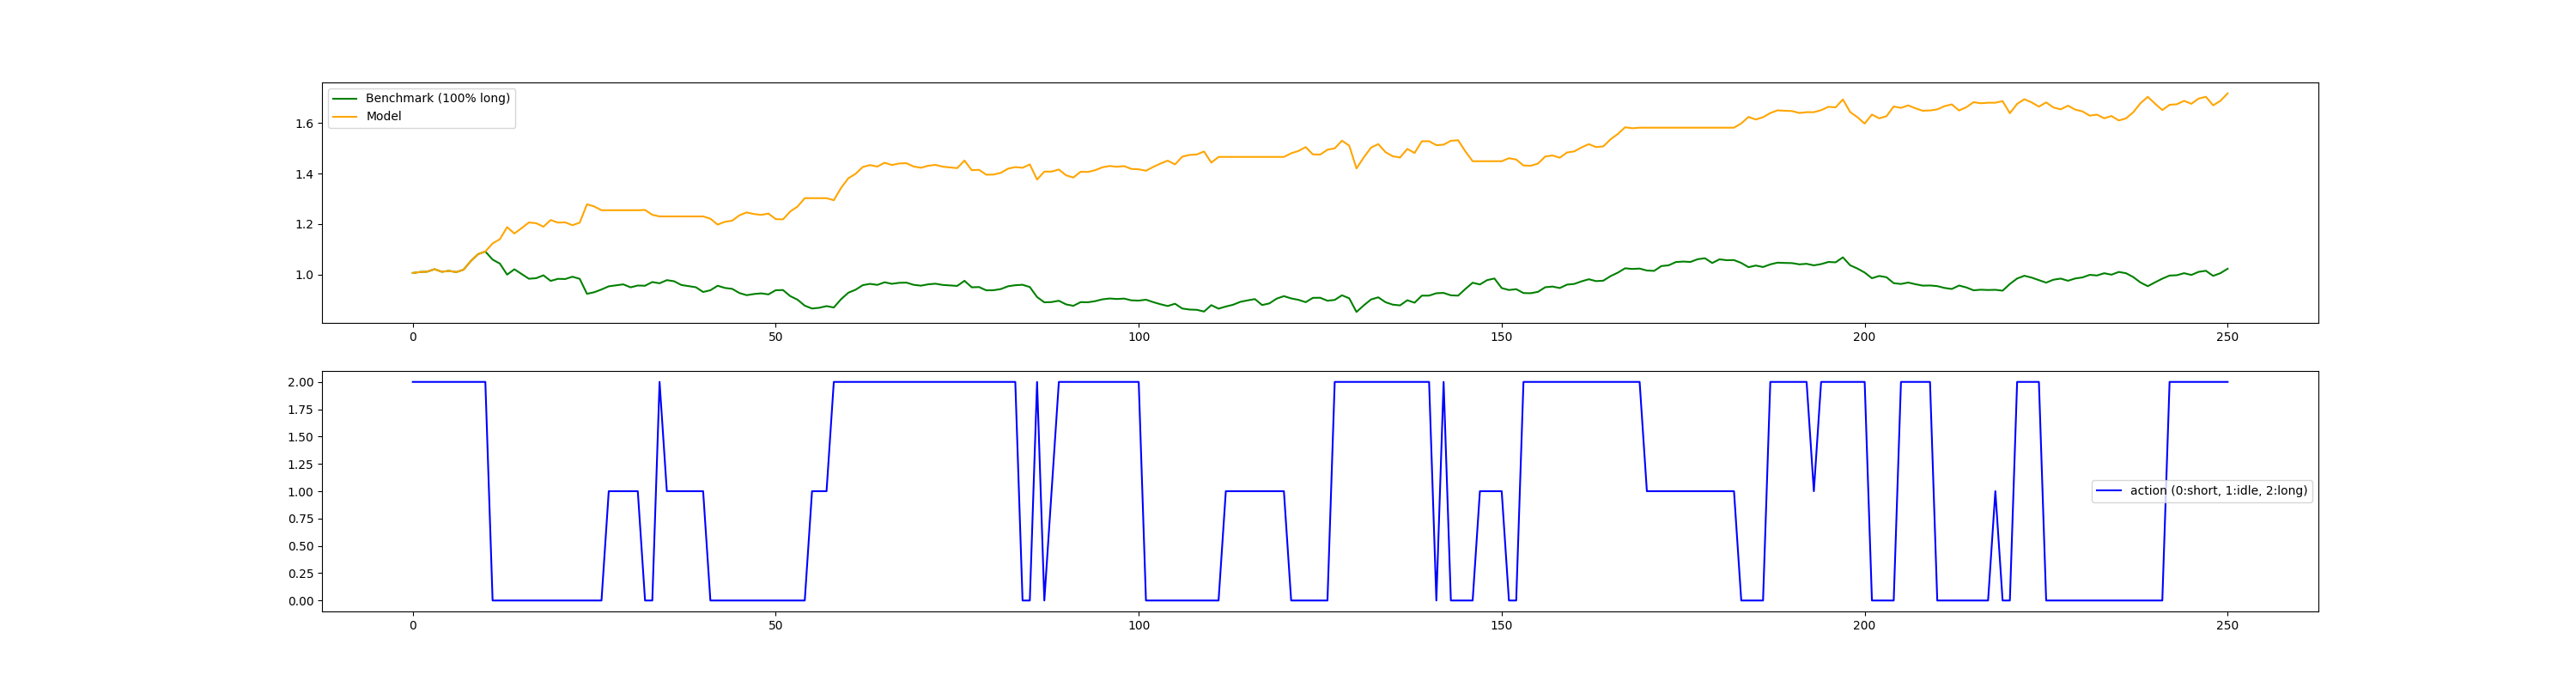 Benchmark (100% long)
Model
1.6
1.4
1.2
1.0
0 50 100 150 200 250
2.00
1.75
1.50
1.25
1.00
0.75
0.50
0.25
0.00
action (0:short, 1:idle, 2:long)
0 50 100 150 200 250